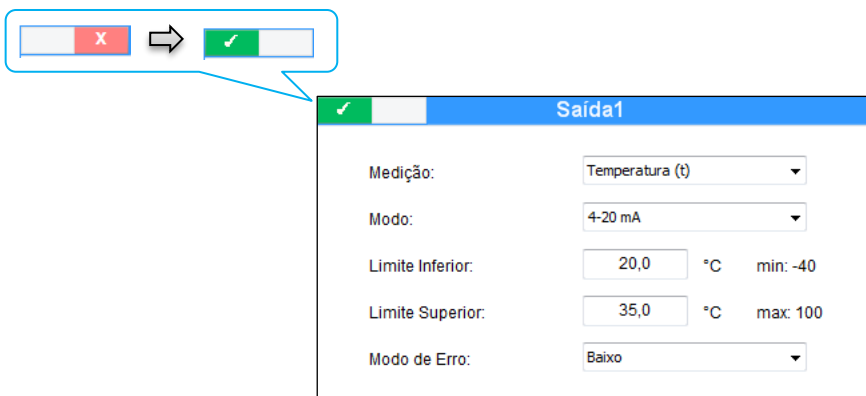 X
✓
✓ Saída1
Medição: Temperatura (t)
Modo: 4-20 mA
Limite Inferior: 20,0 °C min: -40
Limite Superior: 35,0 °C max: 100
Modo de Erro: Baixo